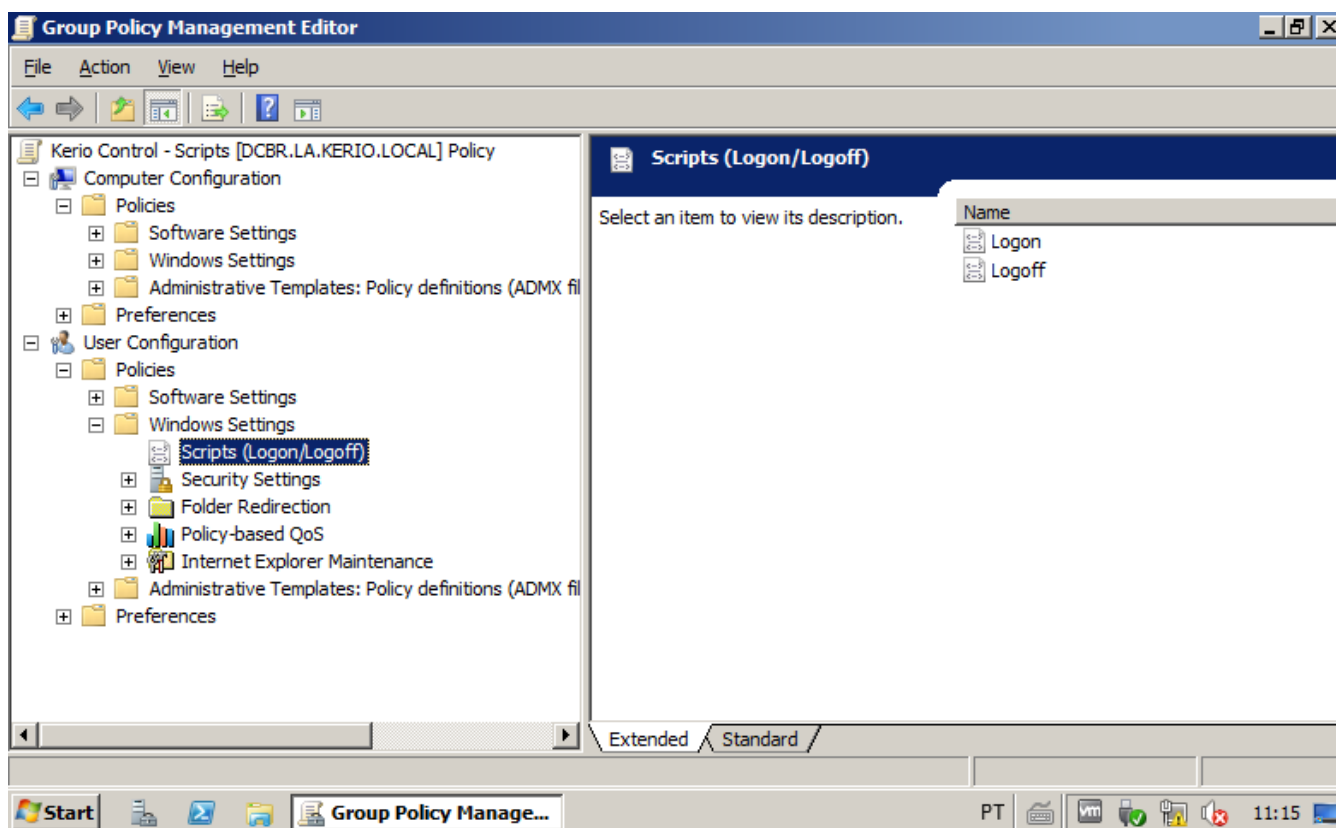 Group Policy Management Editor
File Action View Help
Kerio Control - Scripts [DCBR.LA.KERIO.LOCAL] Policy
Computer Configuration
Policies
Software Settings
Windows Settings
Administrative Templates: Policy definitions (ADMX fil
Preferences
User Configuration
Policies
Software Settings
Windows Settings
Scripts (Logon/Logoff)
Security Settings
Folder Redirection
Policy-based QoS
Internet Explorer Maintenance
Administrative Templates: Policy definitions (ADMX fil
Preferences
Scripts (Logon/Logoff)
Select an item to view its description.
Name
Logon
Logoff
Extended Standard
Start Group Policy Manage... PT vm 11:15